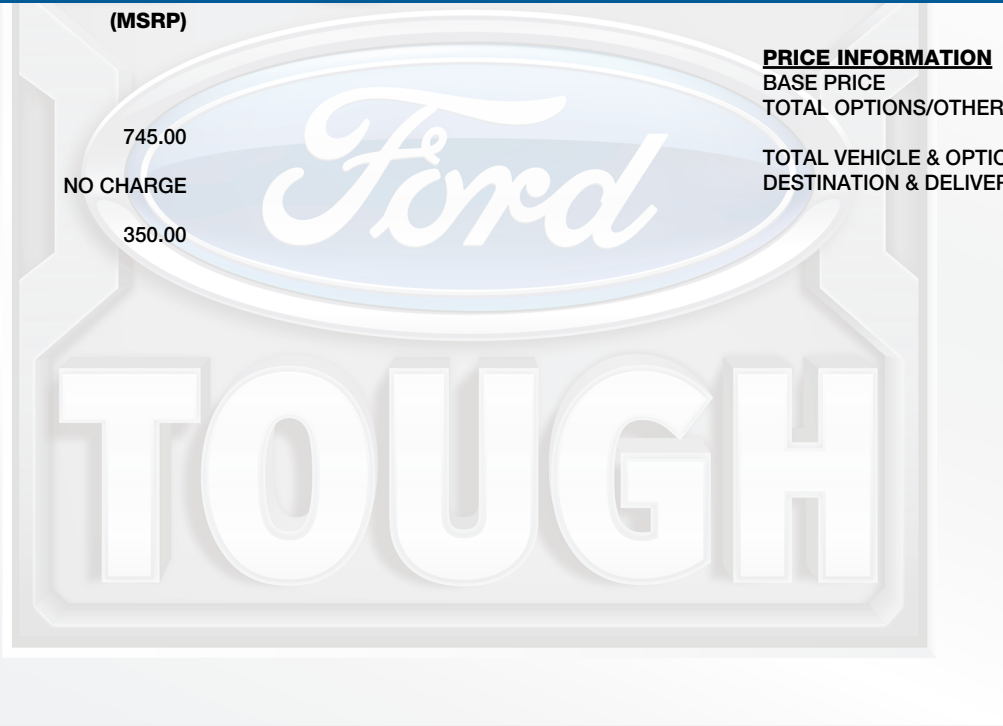 (MSRP)
745.00
NO CHARGE
350.00
PRICE INFORMATION
BASE PRICE
TOTAL OPTIONS/OTHER
TOTAL VEHICLE & OPTIO
DESTINATION & DELIVER
Ford
TOUGH